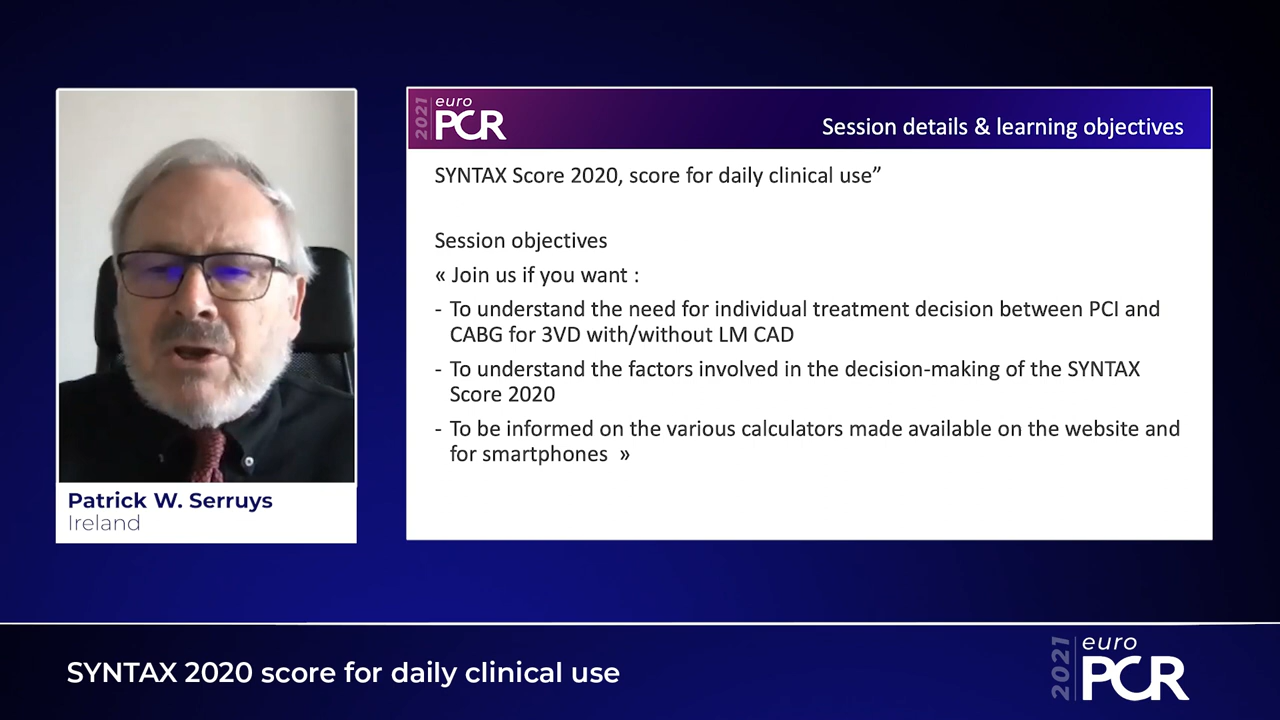 2021
euro
PCR
Session details & learning objectives
SYNTAX Score 2020, score for daily clinical use”
Session objectives
« Join us if you want :
- To understand the need for individual treatment decision between PCI and
CABG for 3VD with/without LM CAD
- To understand the factors involved in the decision-making of the SYNTAX
Score 2020
- To be informed on the various calculators made available on the website and
for smartphones »
Patrick W. Serruys
Ireland
SYNTAX 2020 score for daily clinical use
2021
euro
PCR